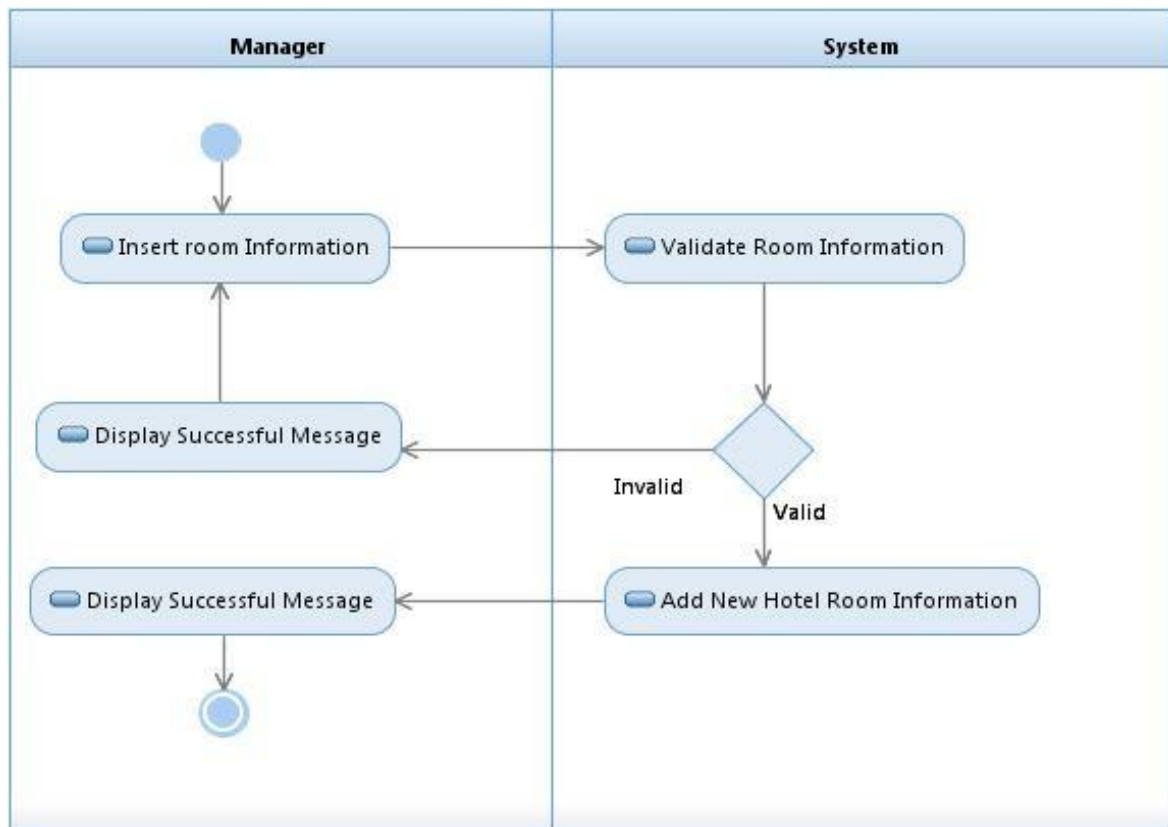 Manager
System
Insert room Information
Validate Room Information
Display Successful Message
Invalid
Valid
Display Successful Message
Add New Hotel Room Information